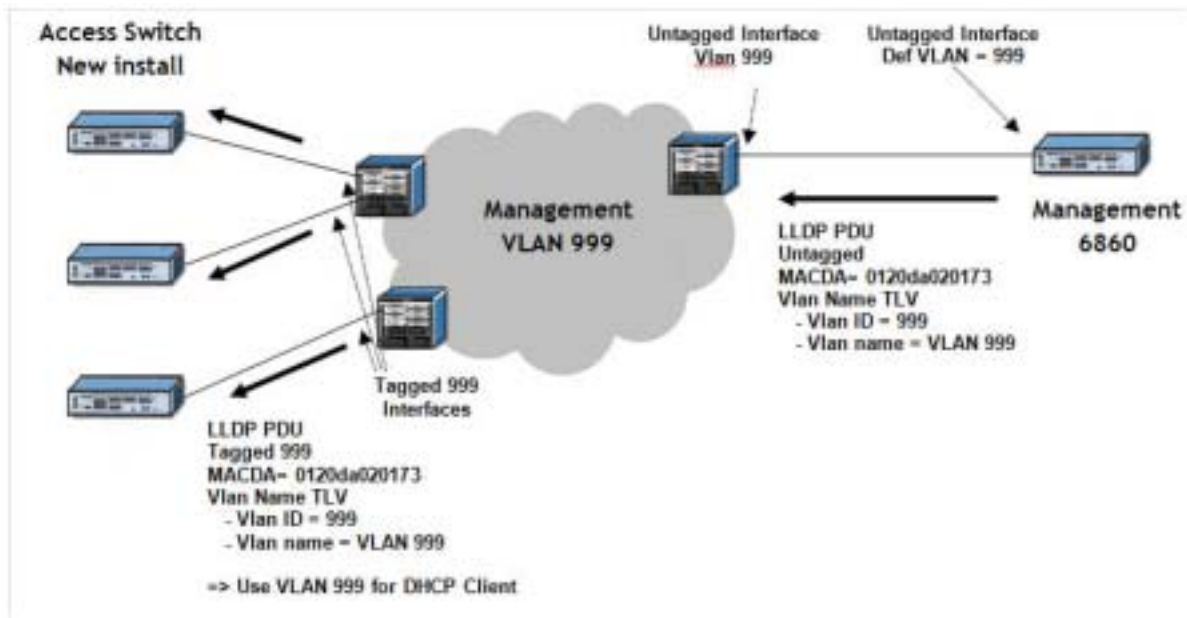 Access Switch
New install
Untagged Interface
Vlan 999
Untagged Interface
Def VLAN = 999
Management
VLAN 999
Management
6860
LLDP PDU
Untagged
MACDA= 0120da020173
Vlan Name TLV
- Vlan ID = 999
- Vlan name = VLAN 999
Tagged 999
Interfaces
LLDP PDU
Tagged 999
MACDA= 0120da020173
Vlan Name TLV
- Vlan ID = 999
- Vlan name = VLAN 999
=> Use VLAN 999 for DHCP Client